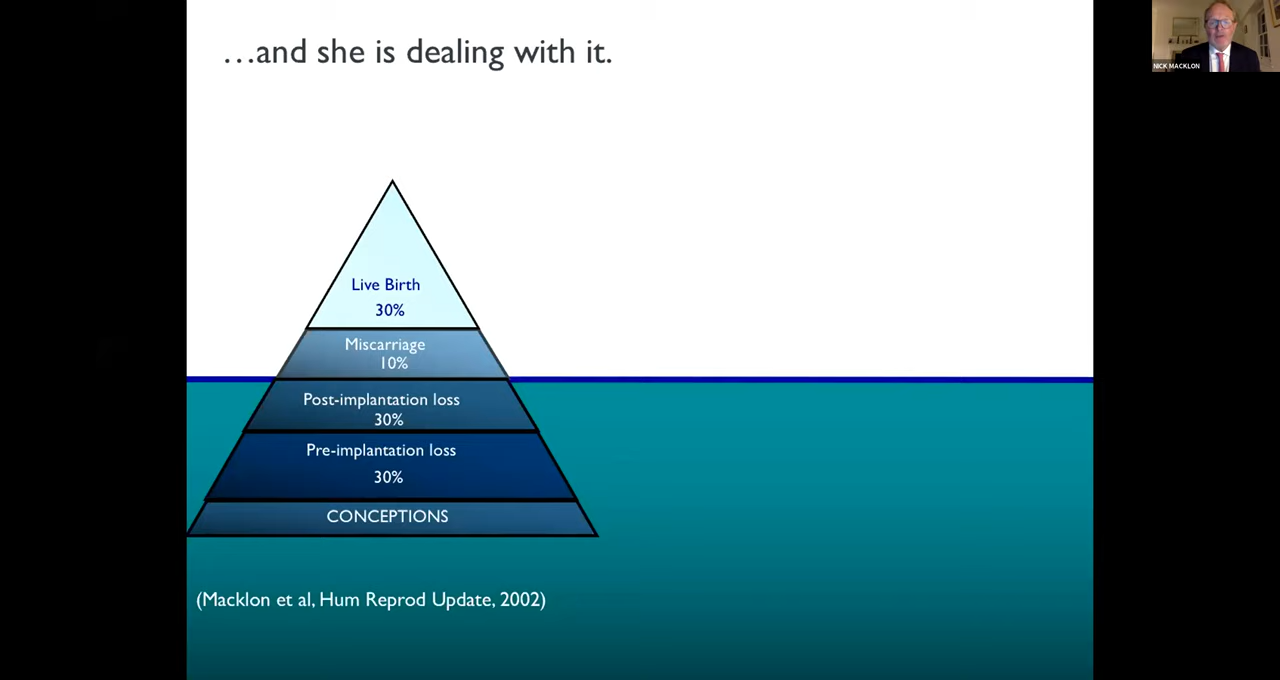 …and she is dealing with it.
NICK MACKLON
Live Birth
30%
Miscarriage
10%
Post-implantation loss
30%
Pre-implantation loss
30%
CONCEPTIONS
(Macklon et al, Hum Reprod Update, 2002)